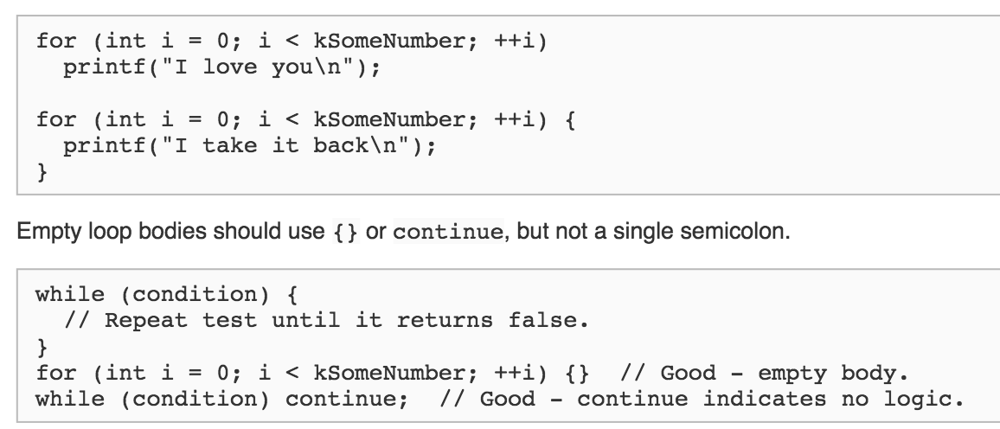 for (int i = 0; i < kSomeNumber; ++i)
  printf("I love you\n");

for (int i = 0; i < kSomeNumber; ++i) {
  printf("I take it back\n");
}
Empty loop bodies should use {} or continue, but not a single semicolon.
while (condition) {
  // Repeat test until it returns false.
}
for (int i = 0; i < kSomeNumber; ++i) {}  // Good – empty body.
while (condition) continue;  // Good – continue indicates no logic.